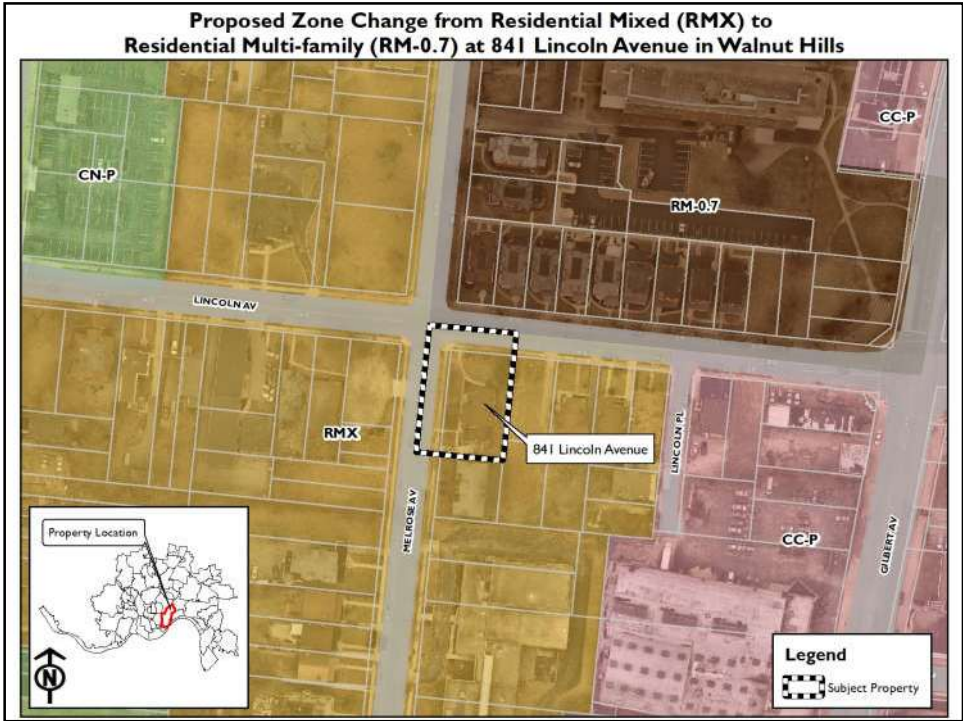 Proposed Zone Change from Residential Mixed (RMX) to
Residential Multi-family (RM-0.7) at 841 Lincoln Avenue in Walnut Hills
CC-P
CN-P
RM-0.7
LINCOLN AV
RMX
841 Lincoln Avenue
LINCOLN PL
MELROSE AV
CC-P
GILBERT AV
Property Location
N
Legend
Subject Property